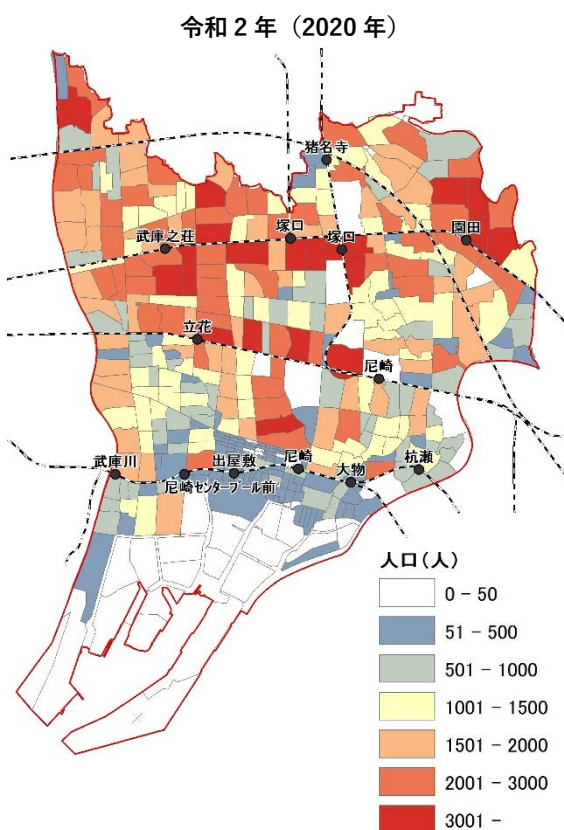 令和2年（2020年）
猪名寺
塚口
塚口
園田
武庫之荘
立花
尼崎
武庫川
出屋敷
尼崎
大物
杭瀬
尼崎センタープール前
人口(人)
0 - 50
51 - 500
501 - 1000
1001 - 1500
1501 - 2000
2001 - 3000
3001 -